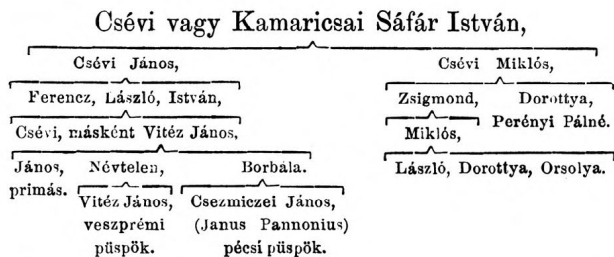 Csévi vagy Kamaricsai Sáfár István,
Csévi János, Csévi Miklós,
Ferencz, László, István, Zsigmond, Dorottya,
Csévi, másként Vitéz János, Miklós, Perényi Pálné.
János, Névtelen, Borbála. László, Dorottya, Orsolya.
prímás. Vitéz János, Csezmiczei János,
veszprémi (Janus Pannonius)
püspök. pécsi püspök.